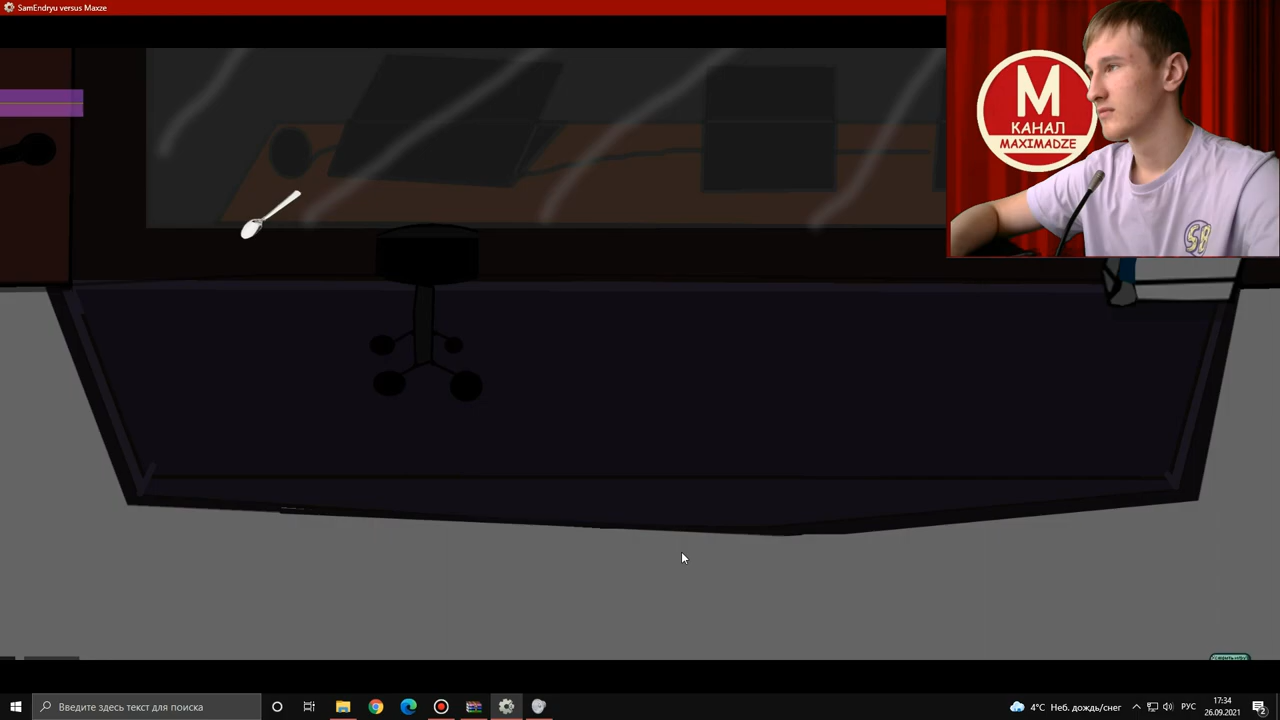 SamEndryu versus Maxze
М
КАНАЛ
MAXIMADZE
SB
Введите здесь текст для поиска
4°C Неб. дождь/снег
РУС
17:34
26.09.2021
2